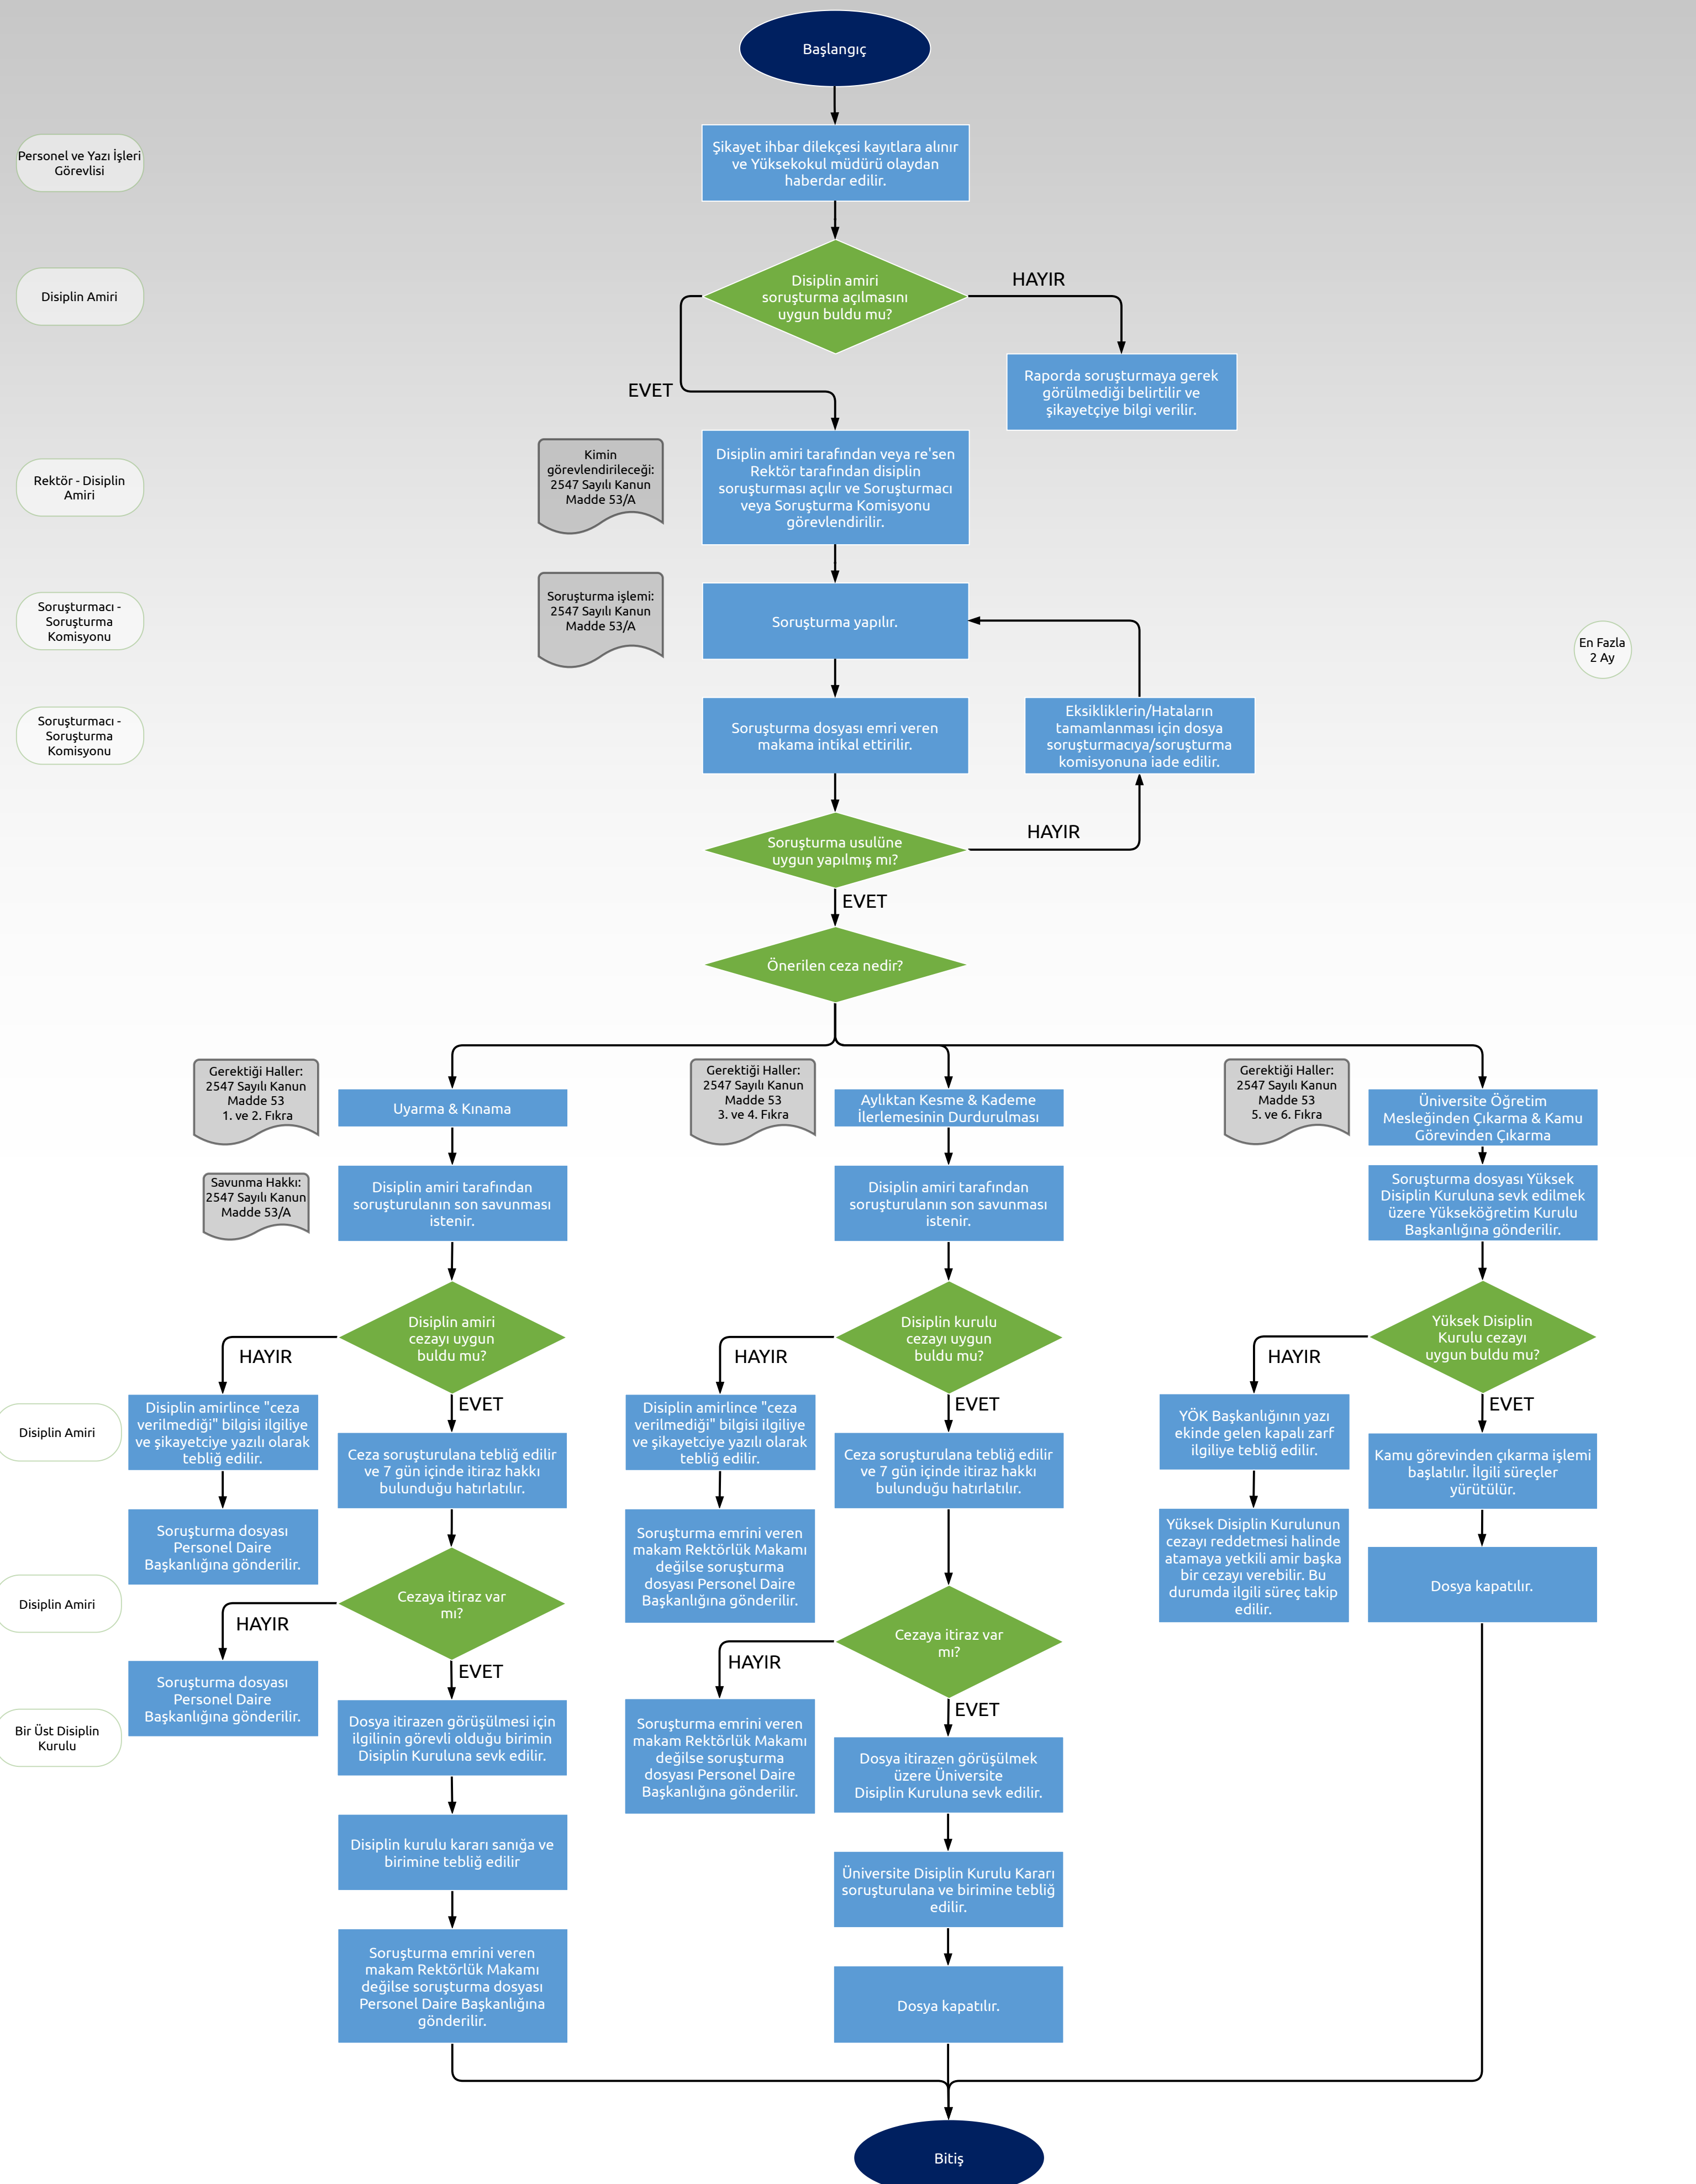 Başlangıç
Personel ve Yazı İşleri
Görevlisi
Şikayet ihbar dilekçesi kayıtlara alınır
ve Yüksekokul müdürü olaydan
haberdar edilir.
Disiplin Amiri
Disiplin amiri
soruşturma açılmasını
uygun buldu mu?
HAYIR
Raporda soruşturmaya gerek
görülmediği belirtilir ve
şikayetçiye bilgi verilir.
EVET
Rektör - Disiplin
Amiri
Kimin
görevlendirileceği:
2547 Sayılı Kanun
Madde 53/A
Disiplin amiri tarafından veya re'sen
Rektör tarafından disiplin
soruşturması açılır ve Soruşturmacı
veya Soruşturma Komisyonu
görevlendirilir.
Soruşturmacı -
Soruşturma
Komisyonu
Soruşturma işlemi:
2547 Sayılı Kanun
Madde 53/A
Soruşturma yapılır.
En Fazla
2 Ay
Soruşturmacı -
Soruşturma
Komisyonu
Soruşturma dosyası emri veren
makama intikal ettirilir.
Eksikliklerin/Hataların
tamamlanması için dosya
soruşturmacıya/soruşturma
komisyonuna iade edilir.
Soruşturma usulüne
uygun yapılmış mı?
HAYIR
EVET
Önerilen ceza nedir?
Gerektiği Haller:
2547 Sayılı Kanun
Madde 53
1. ve 2. Fıkra
Uyarma & Kınama
Gerektiği Haller:
2547 Sayılı Kanun
Madde 53
3. ve 4. Fıkra
Aylıktan Kesme & Kademe
İlerlemesinin Durdurulması
Gerektiği Haller:
2547 Sayılı Kanun
Madde 53
5. ve 6. Fıkra
Üniversite Öğretim
Mesleğinden Çıkarma & Kamu
Görevinden Çıkarma
Savunma Hakkı:
2547 Sayılı Kanun
Madde 53/A
Disiplin amiri tarafından
soruşturulanın son savunması
istenir.
Disiplin amiri tarafından
soruşturulanın son savunması
istenir.
Soruşturma dosyası Yüksek
Disiplin Kuruluna sevk edilmek
üzere Yükseköğretim Kurulu
Başkanlığına gönderilir.
Disiplin amiri
cezayı uygun
buldu mu?
HAYIR
EVET
Disiplin kurulu
cezayı uygun
buldu mu?
HAYIR
EVET
Yüksek Disiplin
Kurulu cezayı
uygun buldu mu?
HAYIR
EVET
Disiplin Amiri
Disiplin amirlince "ceza
verilmediği" bilgisi ilgiliye
ve şikayetciye yazılı olarak
tebliğ edilir.
Ceza soruşturulana tebliğ edilir
ve 7 gün içinde itiraz hakkı
bulunduğu hatırlatılır.
Disiplin amirlince "ceza
verilmediği" bilgisi ilgiliye
ve şikayetciye yazılı olarak
tebliğ edilir.
Ceza soruşturulana tebliğ edilir
ve 7 gün içinde itiraz hakkı
bulunduğu hatırlatılır.
YÖK Başkanlığının yazı
ekinde gelen kapalı zarf
ilgiliye tebliğ edilir.
Kamu görevinden çıkarma işlemi
başlatılır. İlgili süreçler
yürütülür.
Disiplin Amiri
Soruşturma dosyası
Personel Daire
Başkanlığına gönderilir.
Cezaya itiraz var
mı?
HAYIR
EVET
Soruşturma emrini veren
makam Rektörlük Makamı
değilse soruşturma
dosyası Personel Daire
Başkanlığına gönderilir.
Cezaya itiraz var
mı?
HAYIR
EVET
Yüksek Disiplin Kurulunun
cezayı reddetmesi halinde
atamaya yetkili amir başka
bir cezayı verebilir. Bu
durumda ilgili süreç takip
edilir.
Dosya kapatılır.
Bir Üst Disiplin
Kurulu
Soruşturma dosyası
Personel Daire
Başkanlığına gönderilir.
Dosya itirazen görüşülmesi için
ilgilinin görevli olduğu birimin
Disiplin Kuruluna sevk edilir.
Soruşturma emrini veren
makam Rektörlük Makamı
değilse soruşturma
dosyası Personel Daire
Başkanlığına gönderilir.
Dosya itirazen görüşülmek
üzere Üniversite
Disiplin Kuruluna sevk edilir.
Disiplin kurulu kararı sanığa ve
birimine tebliğ edilir
Üniversite Disiplin Kurulu Kararı
soruşturulana ve birimine tebliğ
edilir.
Soruşturma emrini veren
makam Rektörlük Makamı
değilse soruşturma dosyası
Personel Daire Başkanlığına
gönderilir.
Dosya kapatılır.
Bitiş